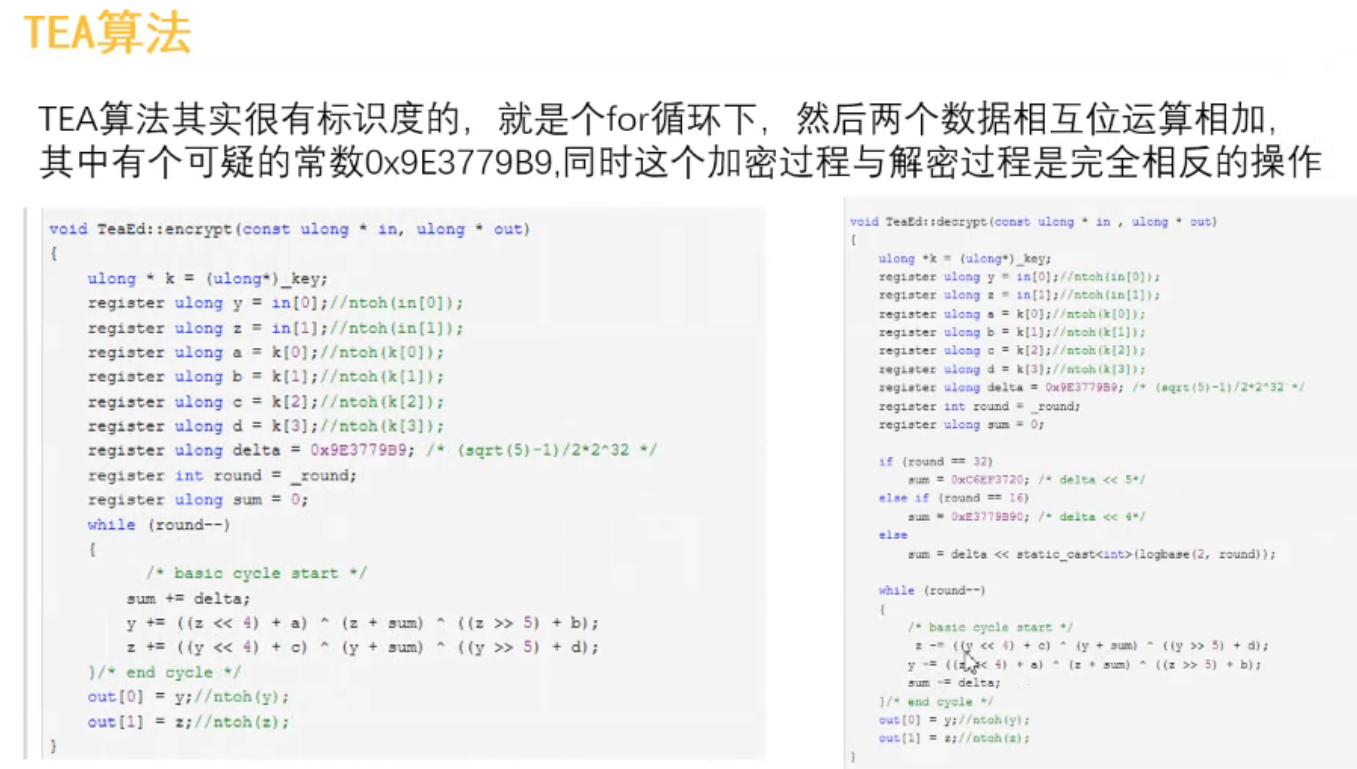 TEA算法
TEA算法其实很有标识度的，就是个for循环下，然后两个数据相互位运算相加，
其中有个可疑的常数0x9E3779B9,同时这个加密过程与解密过程是完全相反的操作
void TeaEd::encrypt(const ulong * in, ulong * out)
{
ulong * k = (ulong*)_key;
register ulong y = in[0];//ntoh(in[0]);
register ulong z = in[1];//ntoh(in[1]);
register ulong a = k[0];//ntoh(k[0]);
register ulong b = k[1];//ntoh(k[1]);
register ulong c = k[2];//ntoh(k[2]);
register ulong d = k[3];//ntoh(k[3]);
register ulong delta = 0x9E3779B9; /* (sqrt(5)-1)/2*2^32 */
register int round = _round;
register ulong sum = 0;
while (round--)
{
/* basic cycle start */
sum += delta;
y += ((z << 4) + a) ^ (z + sum) ^ ((z >> 5) + b);
z += ((y << 4) + c) ^ (y + sum) ^ ((y >> 5) + d);
}/* end cycle */
out[0] = y;//ntoh(y);
out[1] = z;//ntoh(z);
}
void TeaEd::decrypt(const ulong * in , ulong * out)
{
ulong *k = (ulong*)_key;
register ulong y = in[0];//ntoh(in[0]);
register ulong z = in[1];//ntoh(in[1]);
register ulong a = k[0];//ntoh(k[0]);
register ulong b = k[1];//ntoh(k[1]);
register ulong c = k[2];//ntoh(k[2]);
register ulong d = k[3];//ntoh(k[3]);
register ulong delta = 0x9E3779B9; /* (sqrt(5)-1)/2*2^32 */
register int round = _round;
register ulong sum = 0;
if (round == 32)
sum = 0xC6EF3720; /* delta << 5*/
else if (round == 16)
sum = 0xE3779B90; /* delta << 4*/
else
sum = delta << static_cast<int>(logbase(2, round));
while (round--)
{
/* basic cycle start */
z -= ((y << 4) + c) ^ (y + sum) ^ ((y >> 5) + d);
y -= ((z << 4) + a) ^ (z + sum) ^ ((z >> 5) + b);
sum -= delta;
}/* end cycle */
out[0] = y;//ntoh(y);
out[1] = z;//ntoh(z);
}